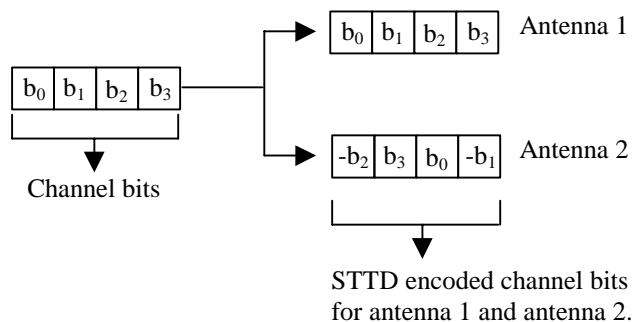 b₀ b₁ b₂ b₃ Antenna 1
b₀ b₁ b₂ b₃
-b₂ b₃ b₀ -b₁ Antenna 2
Channel bits
STTD encoded channel bits
for antenna 1 and antenna 2.